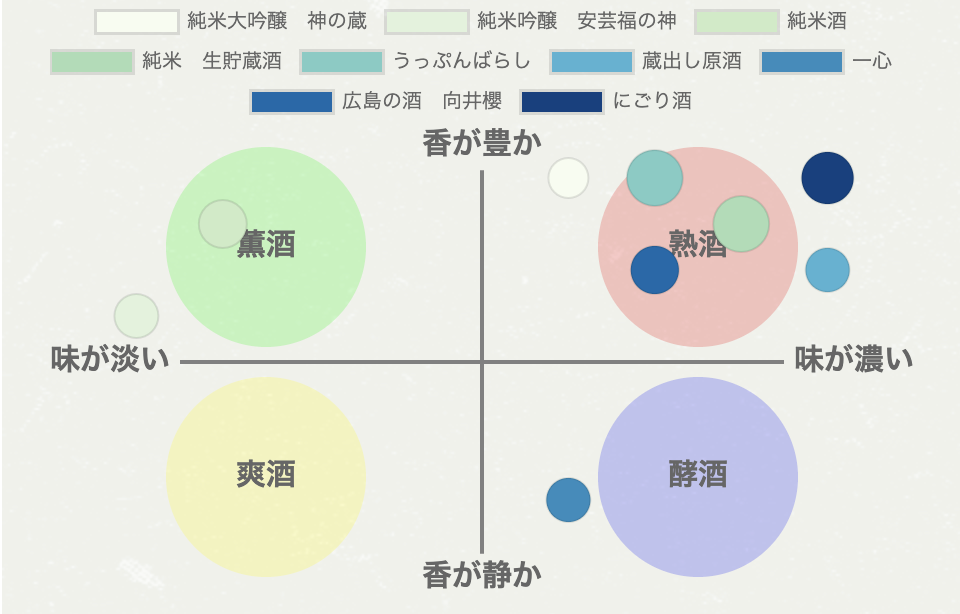 純米大吟醸　神の蔵　純米吟醸　安芸福の神　純米酒
純米　生貯蔵酒　うっぷんばらし　蔵出し原酒　一心
広島の酒　向井櫻　にごり酒
香が豊か
薫酒
熟酒
味が淡い
味が濃い
爽酒
酵酒
香が静か